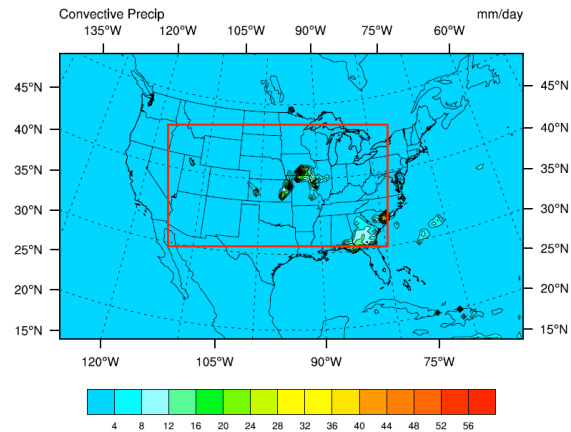 Convective Precip mm/day
135°W 120°W 105°W 90°W 75°W 60°W
45°N 45°N
40°N 40°N
35°N 35°N
30°N 30°N
25°N 25°N
20°N 20°N
15°N 15°N
120°W 105°W 90°W 75°W
4 8 12 16 20 24 28 32 36 40 44 48 52 56